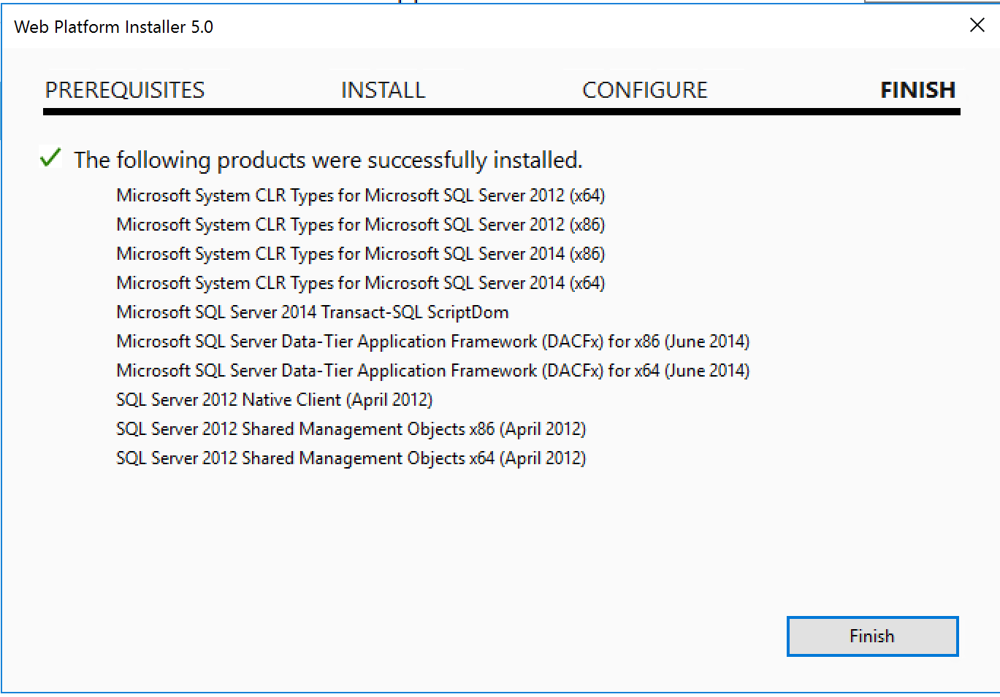 Web Platform Installer 5.0
PREREQUISITES INSTALL CONFIGURE FINISH
The following products were successfully installed.
Microsoft System CLR Types for Microsoft SQL Server 2012 (x64)
Microsoft System CLR Types for Microsoft SQL Server 2012 (x86)
Microsoft System CLR Types for Microsoft SQL Server 2014 (x86)
Microsoft System CLR Types for Microsoft SQL Server 2014 (x64)
Microsoft SQL Server 2014 Transact-SQL ScriptDom
Microsoft SQL Server Data-Tier Application Framework (DACFx) for x86 (June 2014)
Microsoft SQL Server Data-Tier Application Framework (DACFx) for x64 (June 2014)
SQL Server 2012 Native Client (April 2012)
SQL Server 2012 Shared Management Objects x86 (April 2012)
SQL Server 2012 Shared Management Objects x64 (April 2012)
Finish